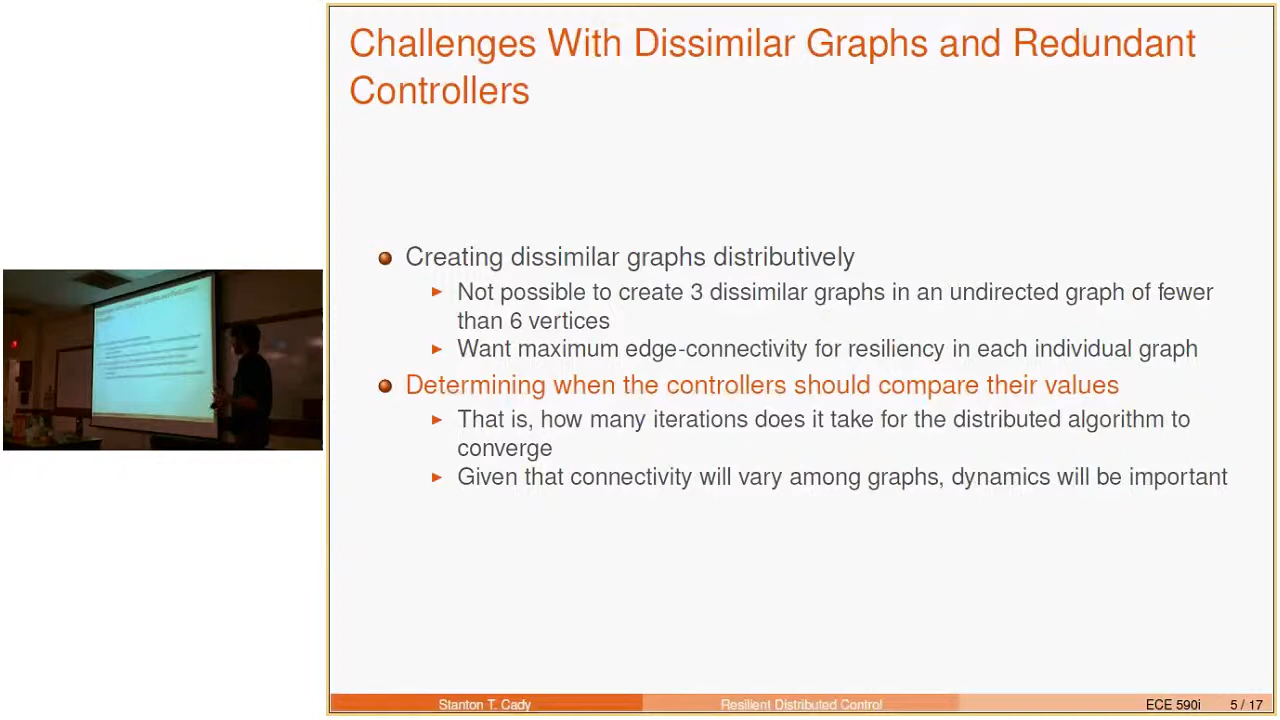 Challenges With Dissimilar Graphs and Redundant
Controllers
Creating dissimilar graphs distributively
Not possible to create 3 dissimilar graphs in an undirected graph of fewer
than 6 vertices
Want maximum edge-connectivity for resiliency in each individual graph
Determining when the controllers should compare their values
That is, how many iterations does it take for the distributed algorithm to
converge
Given that connectivity will vary among graphs, dynamics will be important
Stanton T. Cady Resilient Distributed Control ECE 590i 5 / 17